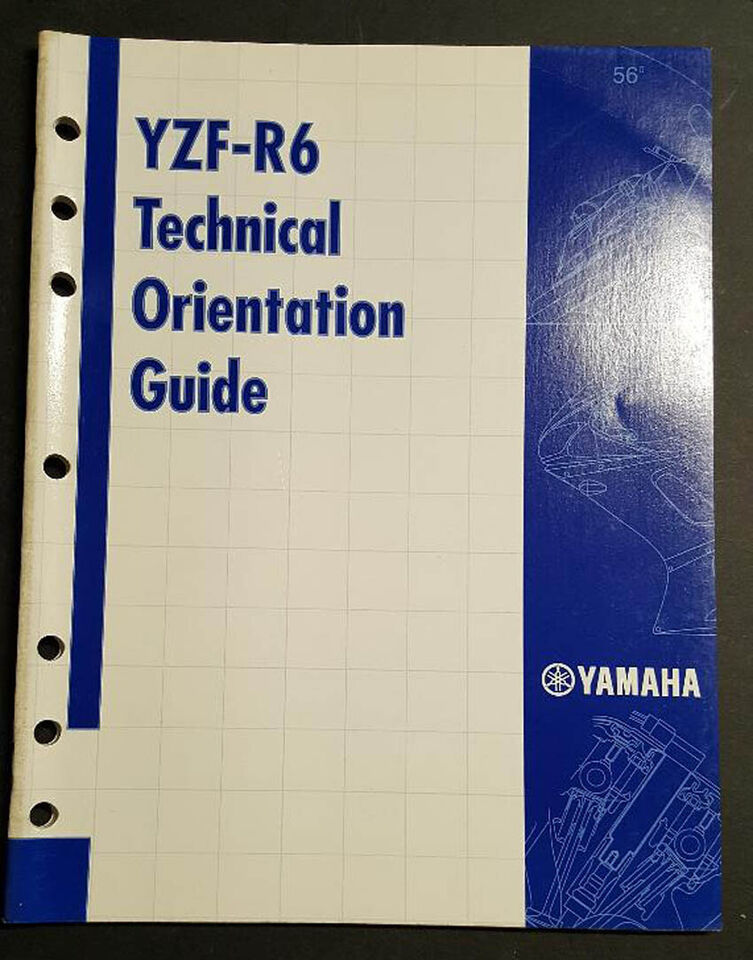 56°
YZF-R6
Technical
Orientation
Guide
YAMAHA